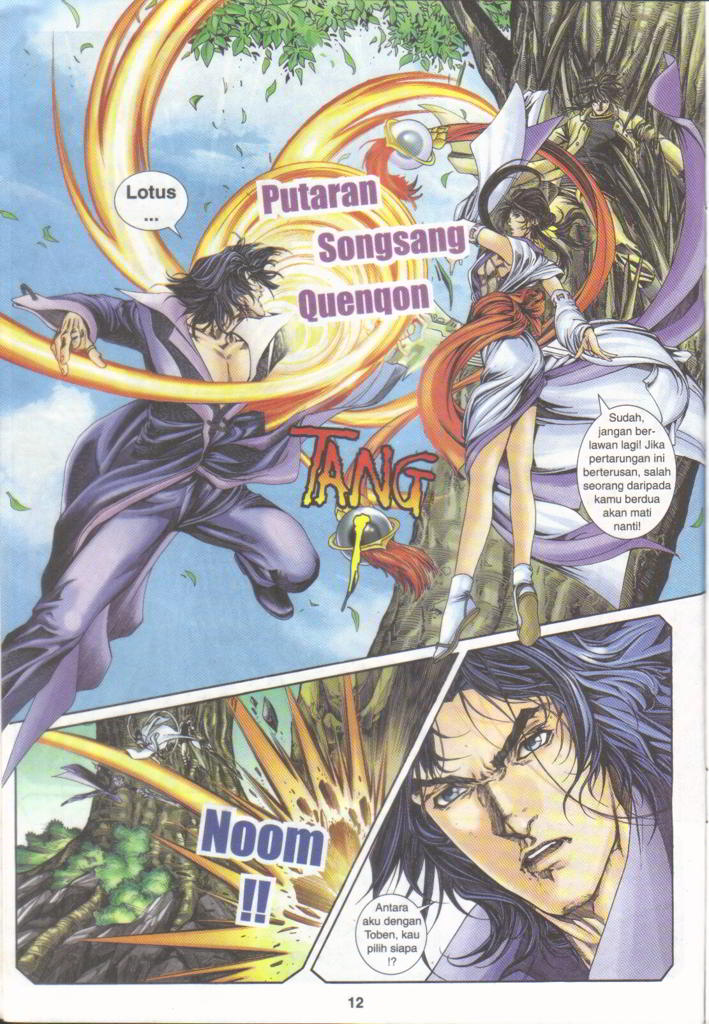 Lotus
...
Putaran
Songsang
Quenqon
TANG
Sudah,
jangan ber-
lawan lagi! Jika
pertarungan ini
berterusan, salah
seorang daripada
kamu berdua
akan mati
nanti!
Noom
!!
Antara
aku dengan
Toben, kau
pilih siapa
!?
12